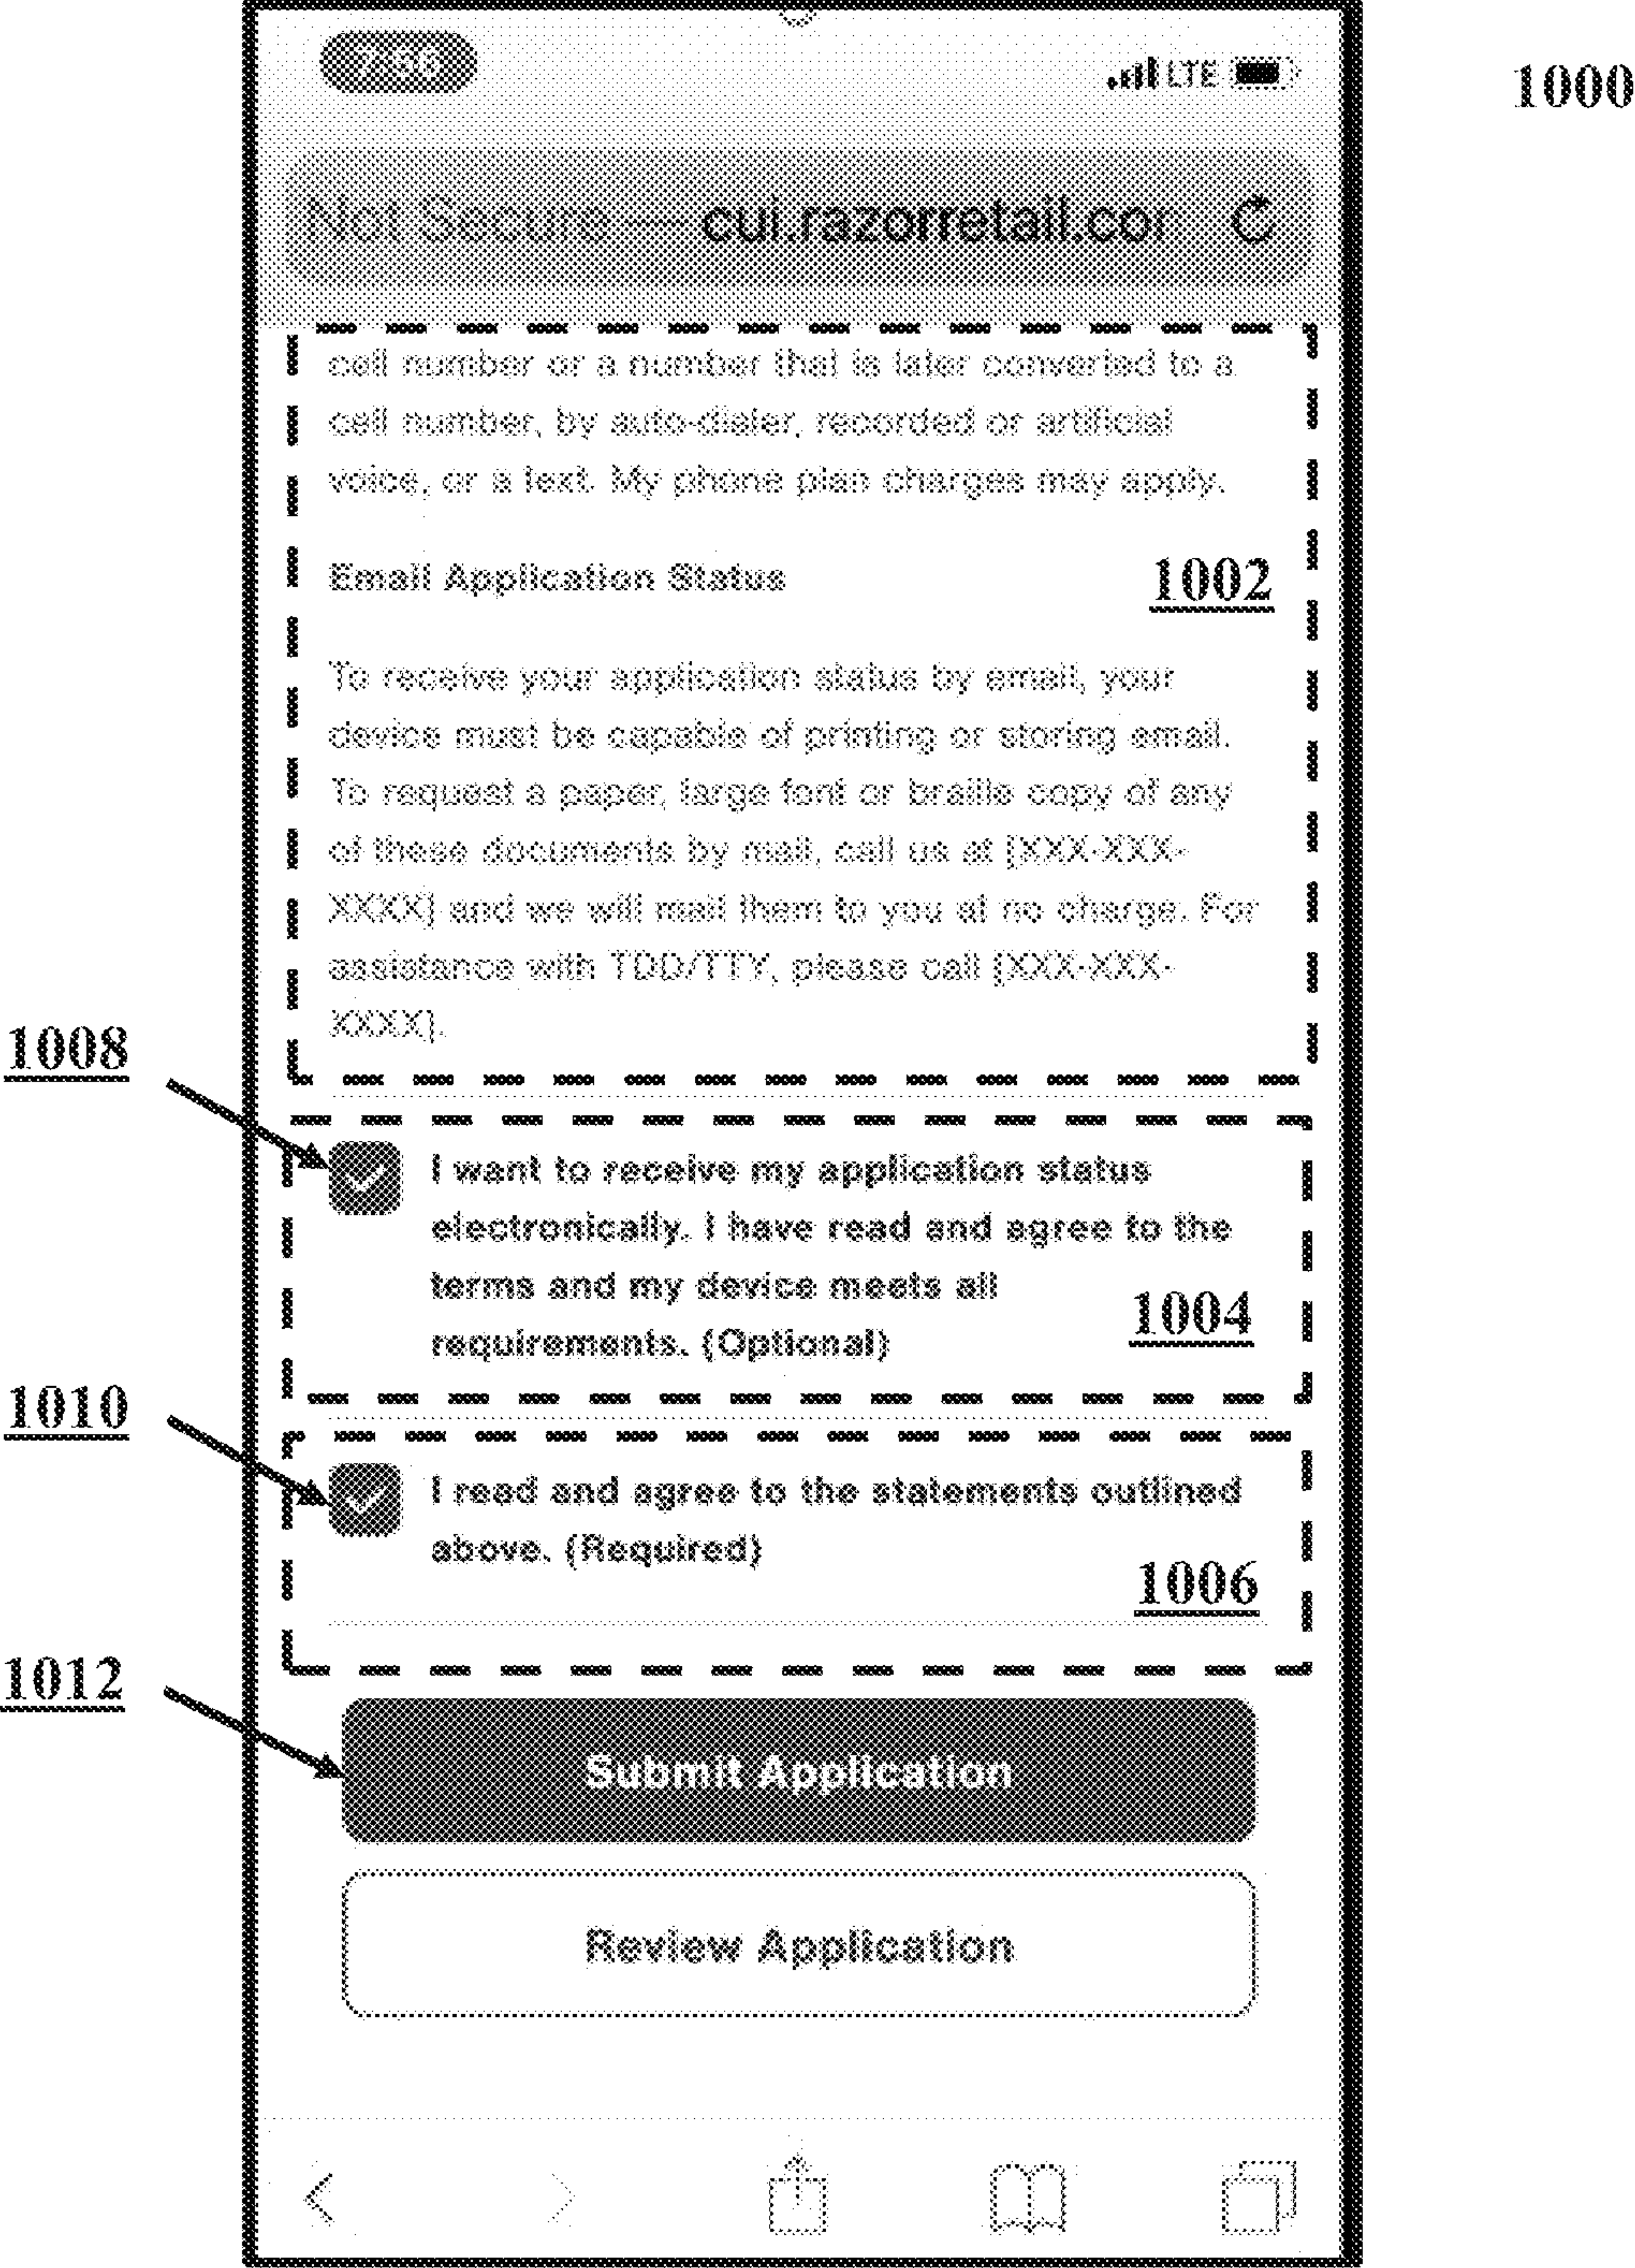 1000
7:58
LTE
Not Secure — cui.razorretail.cor
cell number or a number that is later converted to a
cell number, by auto-dialer, recorded or artificial
voice, or a text. My phone plan charges may apply.
Email Application Status
1002
To receive your application status by email, your
device must be capable of printing or storing email.
To request a paper, large font or braille copy of any
of these documents by mail, call us at [XXX-XXX-
XXXX] and we will mail them to you at no charge. For
assistance with TDD/TTY, please call [XXX-XXX-
XXXX].
1008
I want to receive my application status
electronically. I have read and agree to the
terms and my device meets all
requirements. (Optional)
1004
1010
I read and agree to the statements outlined
above. (Required)
1006
1012
Submit Application
Review Application